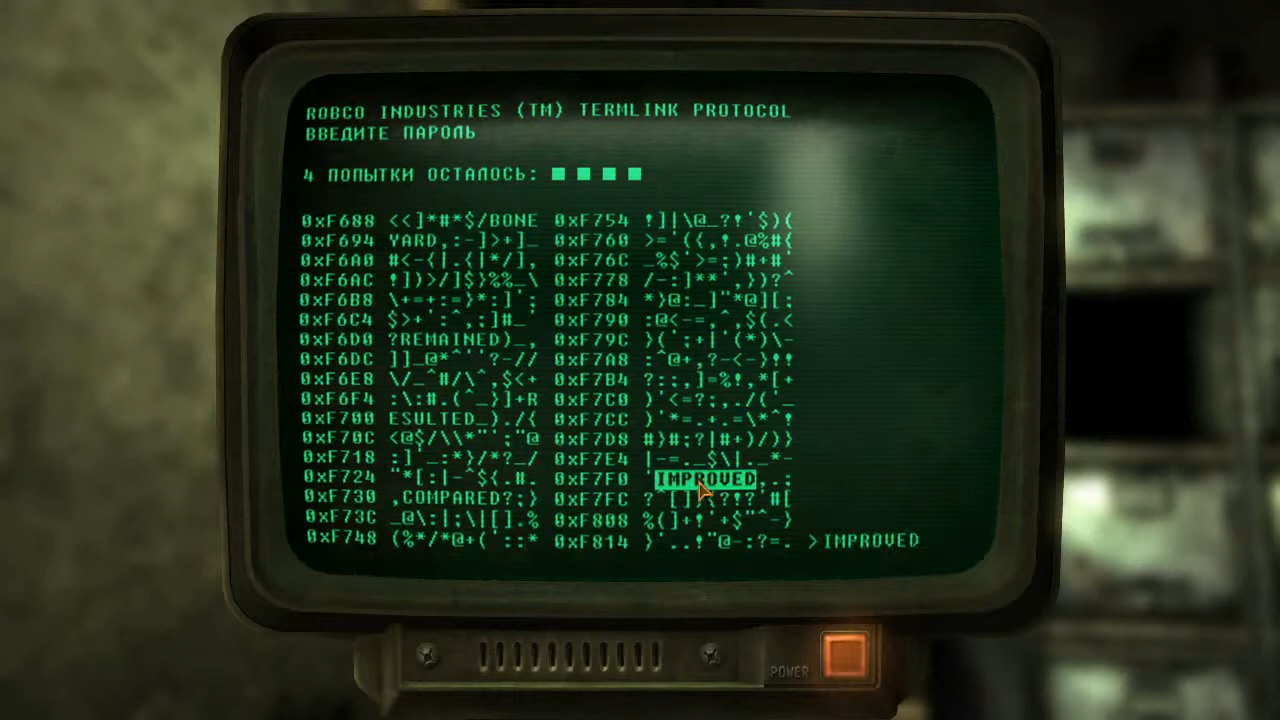 ROBCO INDUSTRIES (TM) TERMLINK PROTOCOL
ВВЕДИТЕ ПАРОЛЬ
4 ПОПЫТКИ ОСТАЛОСЬ: ■ ■ ■ ■
0xF688 <<]*#*$/BONE 0xF754 !]|\@_?!'$)(
0xF694 YARD,:-]>+]_ 0xF760 >='({,!.@%#{
0xF6A0 #<-{|.{|*/], 0xF76C _%$'>=;)#+#'
0xF6AC !])>/]$}%%_\ 0xF778 /-:]**',})?^
0xF6B8 \+=+:=}*:]'; 0xF784 *}@:_]"*@][:
0xF6C4 $>+':^,:]#_' 0xF790 :@<-=,^,$(.<
0xF6D0 ?REMAINED)_, 0xF79C }(';+|'(*)\-
0xF6DC ]]_@*^''?-// 0xF7A8 :^@+,?-<-}!!
0xF6E8 \/_^#/\^,$<+ 0xF7B4 ?:;,]=%!,*[+
0xF6F4 :\:#.(^_}]+R 0xF7C0 )'<=?:,./('_
0xF700 ESULTED_)./{ 0xF7CC )'*=.+.=\*^!
0xF70C <@$/\\*"';"@ 0xF7D8 #}#;?|#+)/)}
0xF718 :]'_:*}/*?_/ 0xF7E4 |-=._$\|._*-
0xF724 "*[:|-^${.#. 0xF7F0 IMPROVED,.;
0xF730 ,COMPARED?;} 0xF7FC ?^[]}\?!?'#[
0xF73C _@\:|;\|[].% 0xF808 %(]+!'+$"^-}
0xF748 (%*/*@+('::* 0xF814 }'..!"@-:?=. >IMPROVED
POWER